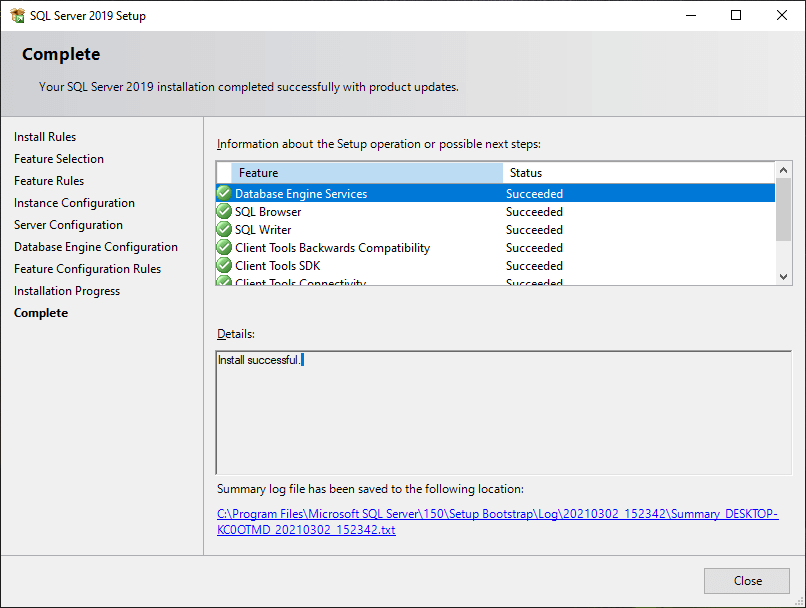 SQL Server 2019 Setup
Complete
Your SQL Server 2019 installation completed successfully with product updates.
Install Rules
Feature Selection
Feature Rules
Instance Configuration
Server Configuration
Database Engine Configuration
Feature Configuration Rules
Installation Progress
Complete
Information about the Setup operation or possible next steps:
Feature Status
Database Engine Services Succeeded
SQL Browser Succeeded
SQL Writer Succeeded
Client Tools Backwards Compatibility Succeeded
Client Tools SDK Succeeded
Client Tools Connectivity Succeeded
Details:
Install successful.
Summary log file has been saved to the following location:
C:\Program Files\Microsoft SQL Server\150\Setup Bootstrap\Log\20210302_152342\Summary_DESKTOP-
KC0OTMD_20210302_152342.txt
Close